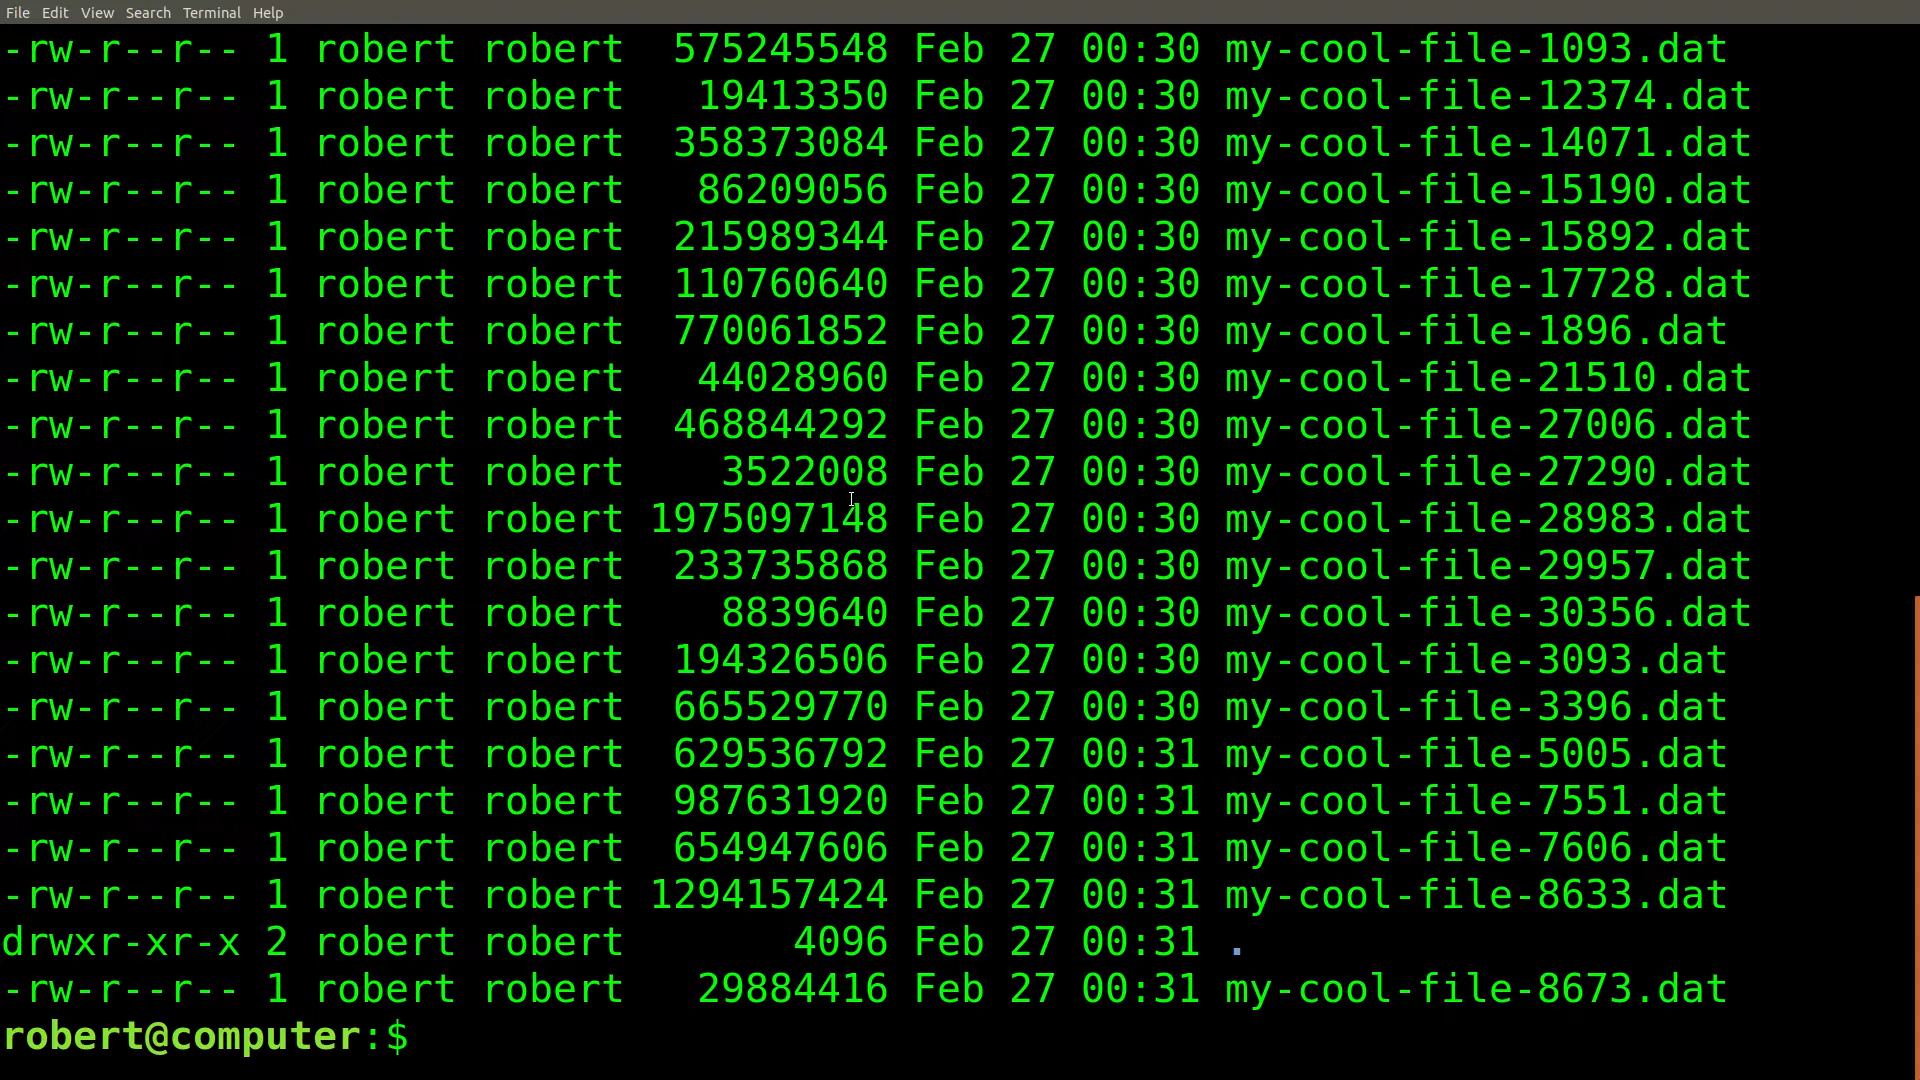 File Edit View Search Terminal Help
-rw-r--r-- 1 robert robert  575245548 Feb 27 00:30 my-cool-file-1093.dat
-rw-r--r-- 1 robert robert   19413350 Feb 27 00:30 my-cool-file-12374.dat
-rw-r--r-- 1 robert robert  358373084 Feb 27 00:30 my-cool-file-14071.dat
-rw-r--r-- 1 robert robert   86209056 Feb 27 00:30 my-cool-file-15190.dat
-rw-r--r-- 1 robert robert  215989344 Feb 27 00:30 my-cool-file-15892.dat
-rw-r--r-- 1 robert robert  110760640 Feb 27 00:30 my-cool-file-17728.dat
-rw-r--r-- 1 robert robert  770061852 Feb 27 00:30 my-cool-file-1896.dat
-rw-r--r-- 1 robert robert   44028960 Feb 27 00:30 my-cool-file-21510.dat
-rw-r--r-- 1 robert robert  468844292 Feb 27 00:30 my-cool-file-27006.dat
-rw-r--r-- 1 robert robert    3522008 Feb 27 00:30 my-cool-file-27290.dat
-rw-r--r-- 1 robert robert 1975097148 Feb 27 00:30 my-cool-file-28983.dat
-rw-r--r-- 1 robert robert  233735868 Feb 27 00:30 my-cool-file-29957.dat
-rw-r--r-- 1 robert robert    8839640 Feb 27 00:30 my-cool-file-30356.dat
-rw-r--r-- 1 robert robert  194326506 Feb 27 00:30 my-cool-file-3093.dat
-rw-r--r-- 1 robert robert  665529770 Feb 27 00:30 my-cool-file-3396.dat
-rw-r--r-- 1 robert robert  629536792 Feb 27 00:31 my-cool-file-5005.dat
-rw-r--r-- 1 robert robert  987631920 Feb 27 00:31 my-cool-file-7551.dat
-rw-r--r-- 1 robert robert  654947606 Feb 27 00:31 my-cool-file-7606.dat
-rw-r--r-- 1 robert robert 1294157424 Feb 27 00:31 my-cool-file-8633.dat
drwxr-xr-x 2 robert robert       4096 Feb 27 00:31 .
-rw-r--r-- 1 robert robert   29884416 Feb 27 00:31 my-cool-file-8673.dat
robert@computer:$